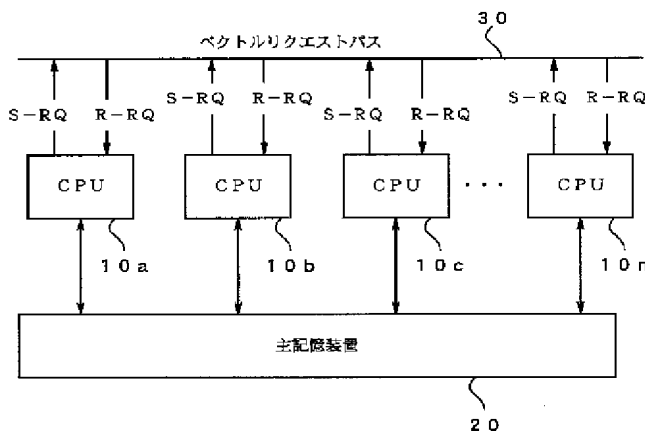 ３０
ベクトルリクエストパス
Ｓ－ＲＱ Ｒ－ＲＱ Ｓ－ＲＱ Ｒ－ＲＱ Ｓ－ＲＱ Ｒ－ＲＱ Ｓ－ＲＱ Ｒ－ＲＱ
ＣＰＵ ＣＰＵ ＣＰＵ ・・・ ＣＰＵ
１０ａ １０ｂ １０ｃ １０ｎ
主記憶装置
２０